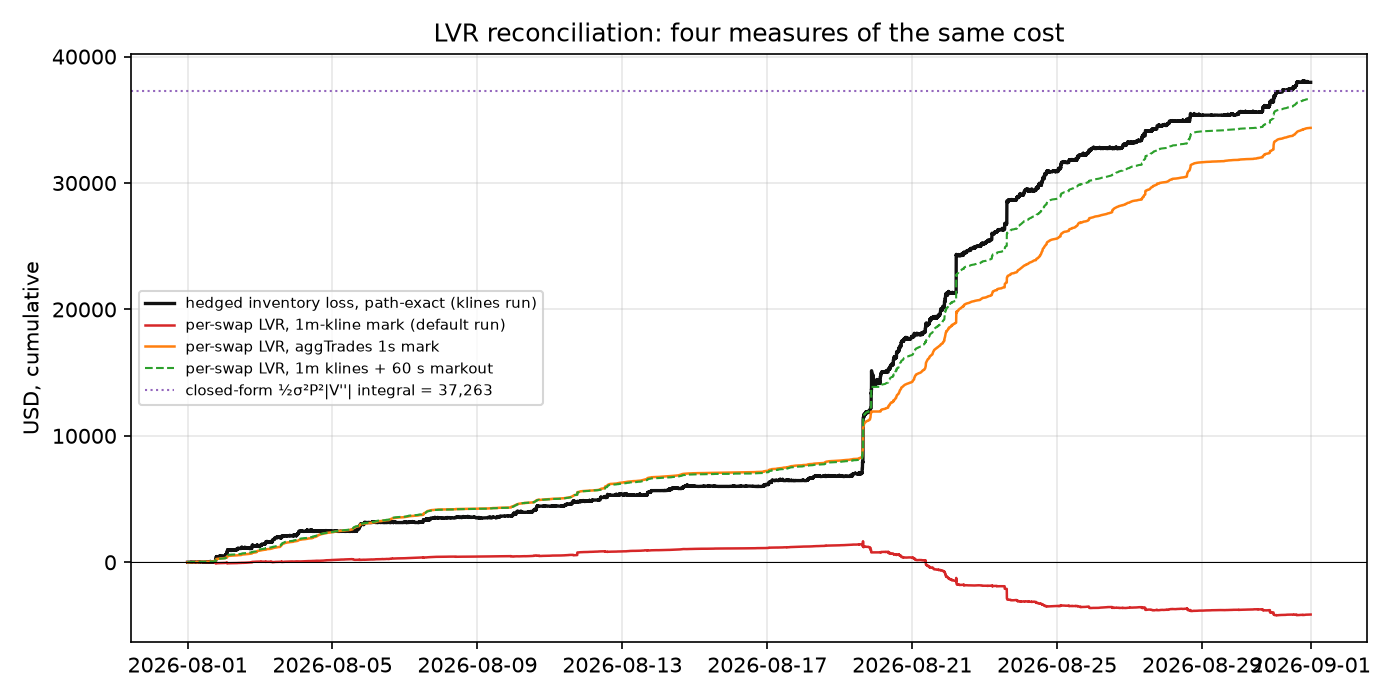 LVR reconciliation: four measures of the same cost
40000
30000
20000
10000
0
USD, cumulative
hedged inventory loss, path-exact (klines run)
per-swap LVR, 1m-kline mark (default run)
per-swap LVR, aggTrades 1s mark
per-swap LVR, 1m klines + 60 s markout
closed-form ½σ²P²|V''| integral = 37,263
2026-08-01 2026-08-05 2026-08-09 2026-08-13 2026-08-17 2026-08-21 2026-08-25 2026-08-29 2026-09-01